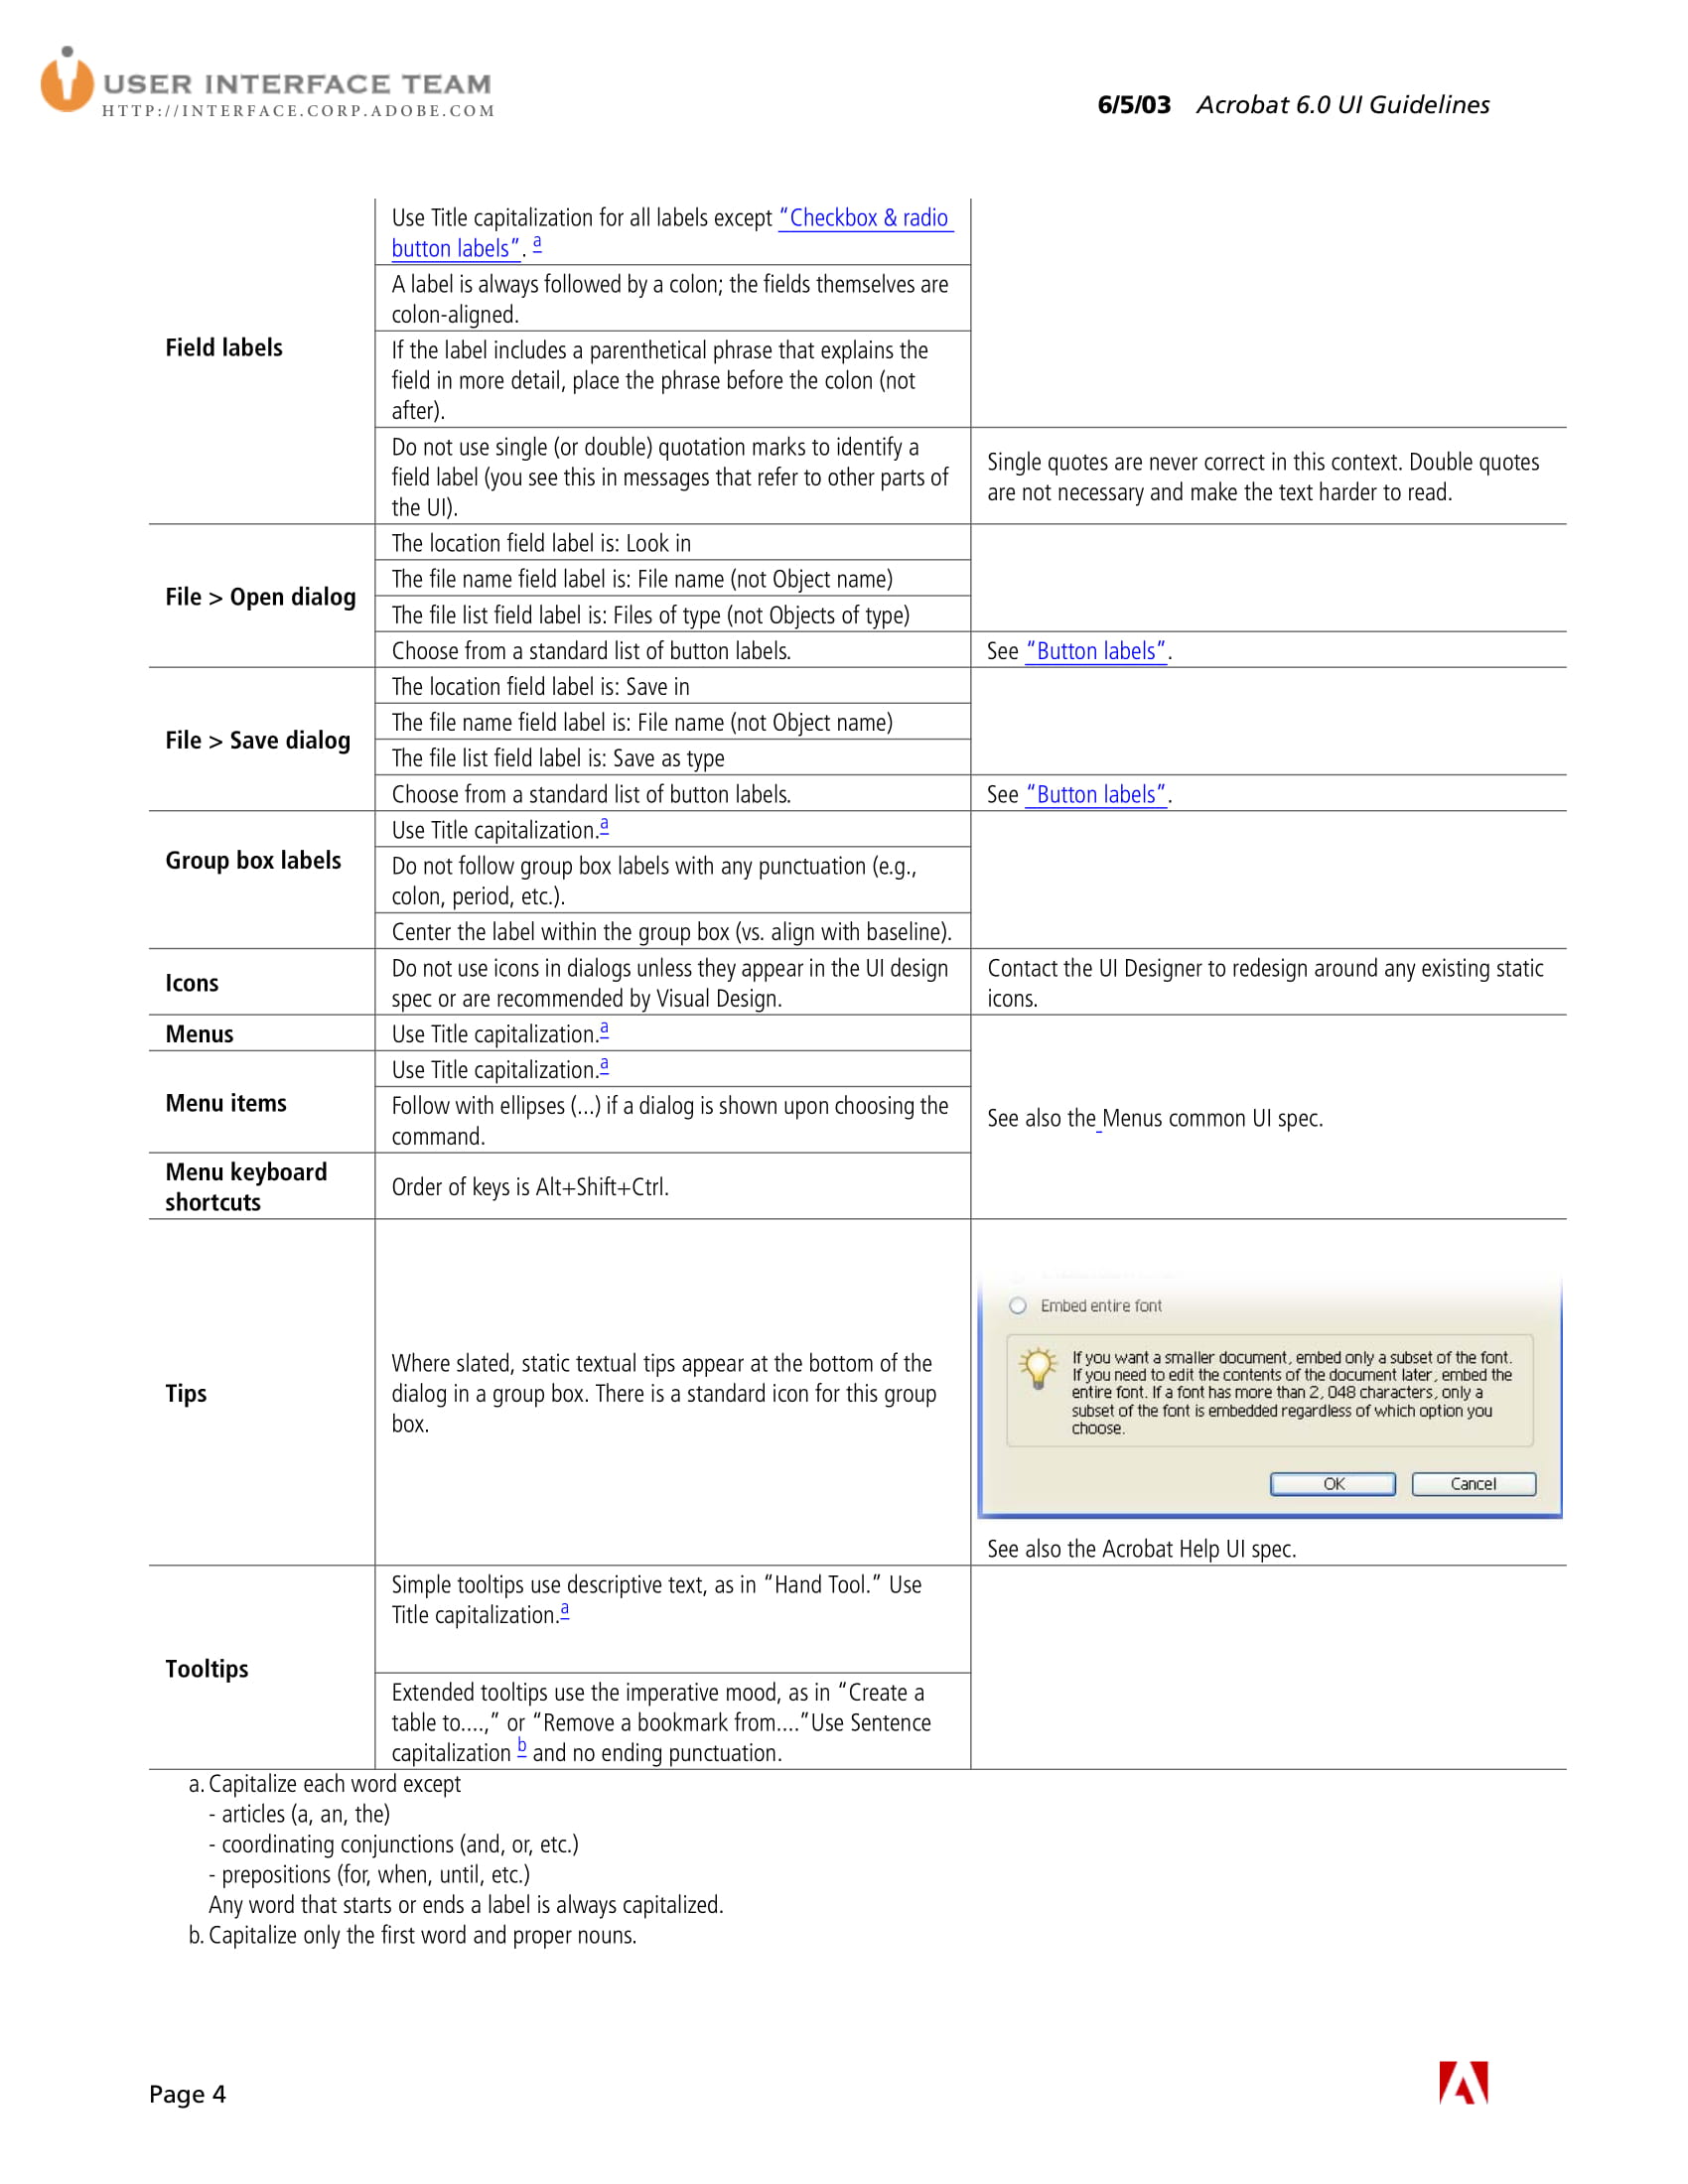 USER INTERFACE TEAM
HTTP://INTERFACE.CORP.ADOBE.COM
6/5/03 Acrobat 6.0 UI Guidelines
Field labels
Use Title capitalization for all labels except “Checkbox & radio
button labels”. a
A label is always followed by a colon; the fields themselves are
colon-aligned.
If the label includes a parenthetical phrase that explains the
field in more detail, place the phrase before the colon (not
after).
Do not use single (or double) quotation marks to identify a
field label (you see this in messages that refer to other parts of
the UI).
Single quotes are never correct in this context. Double quotes
are not necessary and make the text harder to read.
File > Open dialog
The location field label is: Look in
The file name field label is: File name (not Object name)
The file list field label is: Files of type (not Objects of type)
Choose from a standard list of button labels.
See “Button labels”.
File > Save dialog
The location field label is: Save in
The file name field label is: File name (not Object name)
The file list field label is: Save as type
Choose from a standard list of button labels.
See “Button labels”.
Group box labels
Use Title capitalization.a
Do not follow group box labels with any punctuation (e.g.,
colon, period, etc.).
Center the label within the group box (vs. align with baseline).
Icons
Do not use icons in dialogs unless they appear in the UI design
spec or are recommended by Visual Design.
Contact the UI Designer to redesign around any existing static
icons.
Menus
Use Title capitalization.a
Menu items
Use Title capitalization.a
Follow with ellipses (...) if a dialog is shown upon choosing the
command.
See also the Menus common UI spec.
Menu keyboard
shortcuts
Order of keys is Alt+Shift+Ctrl.
Tips
Where slated, static textual tips appear at the bottom of the
dialog in a group box. There is a standard icon for this group
box.
Embed entire font
If you want a smaller document, embed only a subset of the font.
If you need to edit the contents of the document later, embed the
entire font. If a font has more than 2, 048 characters, only a
subset of the font is embedded regardless of which option you
choose.
OK Cancel
See also the Acrobat Help UI spec.
Tooltips
Simple tooltips use descriptive text, as in “Hand Tool.” Use
Title capitalization.a
Extended tooltips use the imperative mood, as in “Create a
table to....,” or “Remove a bookmark from....”Use Sentence
capitalization b and no ending punctuation.
a. Capitalize each word except
- articles (a, an, the)
- coordinating conjunctions (and, or, etc.)
- prepositions (for, when, until, etc.)
Any word that starts or ends a label is always capitalized.
b. Capitalize only the first word and proper nouns.
Page 4